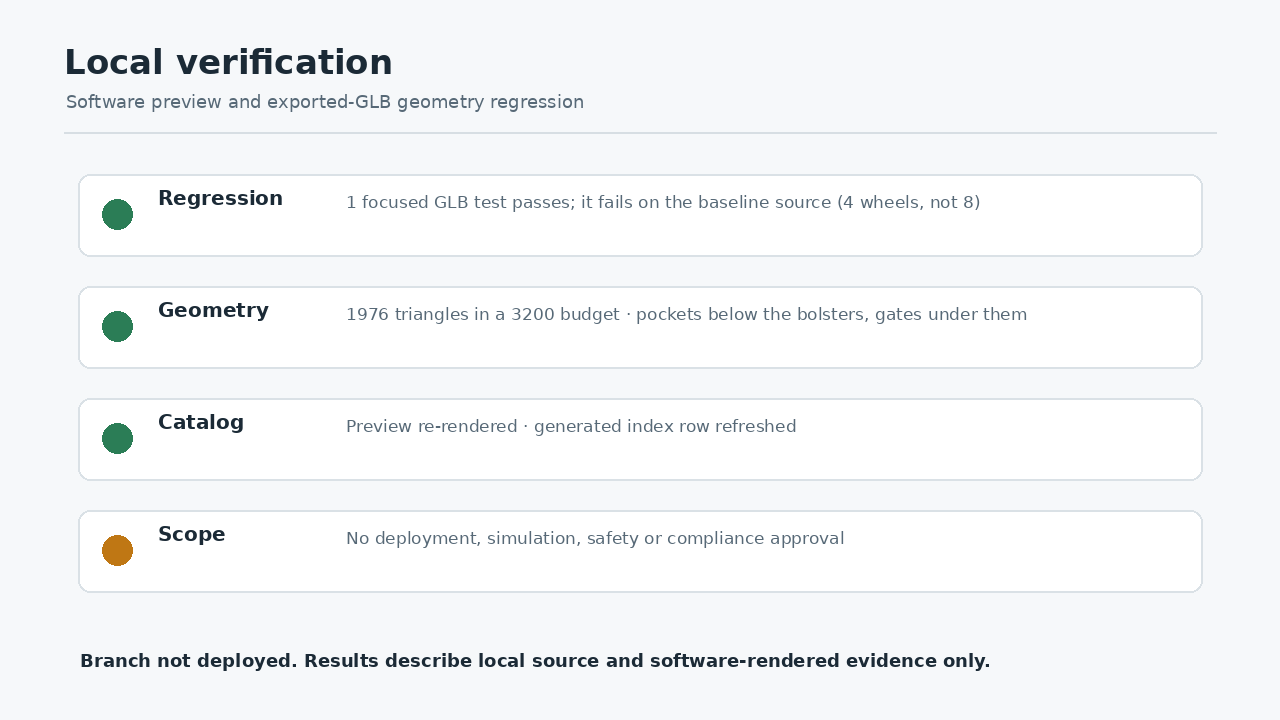 Local verification
Software preview and exported-GLB geometry regression
Regression
1 focused GLB test passes; it fails on the baseline source (4 wheels, not 8)
Geometry
1976 triangles in a 3200 budget · pockets below the bolsters, gates under them
Catalog
Preview re-rendered · generated index row refreshed
Scope
No deployment, simulation, safety or compliance approval
Branch not deployed. Results describe local source and software-rendered evidence only.